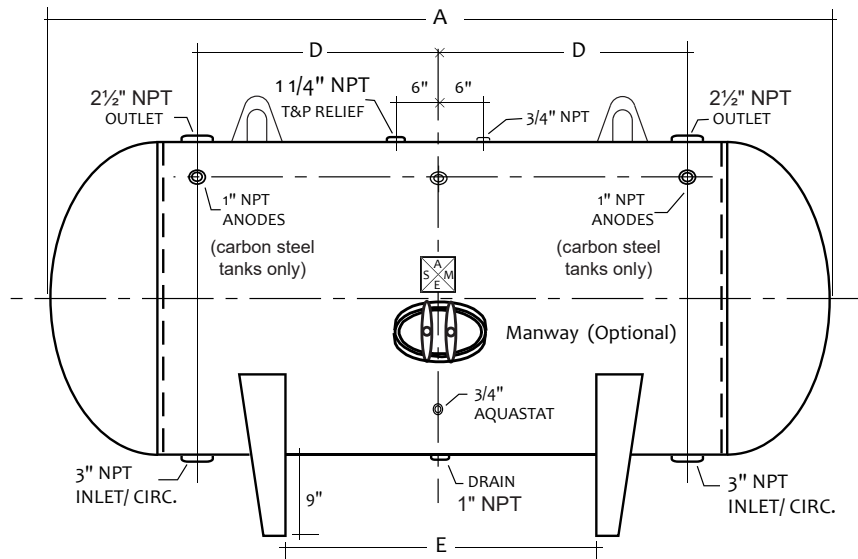 A
D
D
6"
6"
1 1/4" NPT
T&P RELIEF
3/4" NPT
2½" NPT
OUTLET
2½" NPT
OUTLET
1" NPT
ANODES
(carbon steel
tanks only)
1" NPT
ANODES
(carbon steel
tanks only)
A
S M
E
Manway (Optional)
3/4"
AQUASTAT
3" NPT
INLET/ CIRC.
9"
DRAIN
1" NPT
3" NPT
INLET/ CIRC.
E